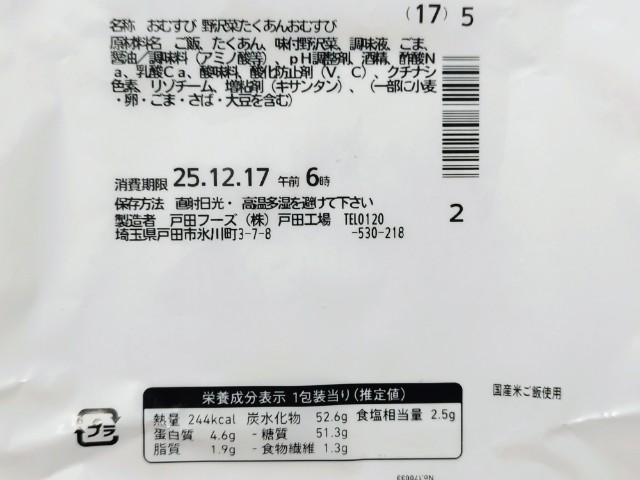 (17) 5
名称 おむすび 野沢菜たくあんおむすび
原材料名 ご飯、たくあん、味付野沢菜、調味液、ごま、
醤油／調味料（アミノ酸等）、ｐＨ調整剤、酒精、酢酸Ｎ
ａ、乳酸Ｃａ、酸味料、酸化防止剤（Ｖ．Ｃ）、クチナシ
色素、リゾチーム、増粘剤（キサンタン）、（一部に小麦
・卵・ごま・さば・大豆を含む）
消費期限 25.12.17 午前 6時
保存方法 直射日光・高温多湿を避けて下さい
製造者 戸田フーズ（株）戸田工場 TEL0120
埼玉県戸田市氷川町3-7-8 -530-218
2
栄養成分表示 1包装当り(推定値)
熱量 244kcal 炭水化物 52.6g 食塩相当量 2.5g
蛋白質 4.6g - 糖質 51.3g
脂質 1.9g - 食物繊維 1.3g
国産米ご飯使用
プラ
No.170033